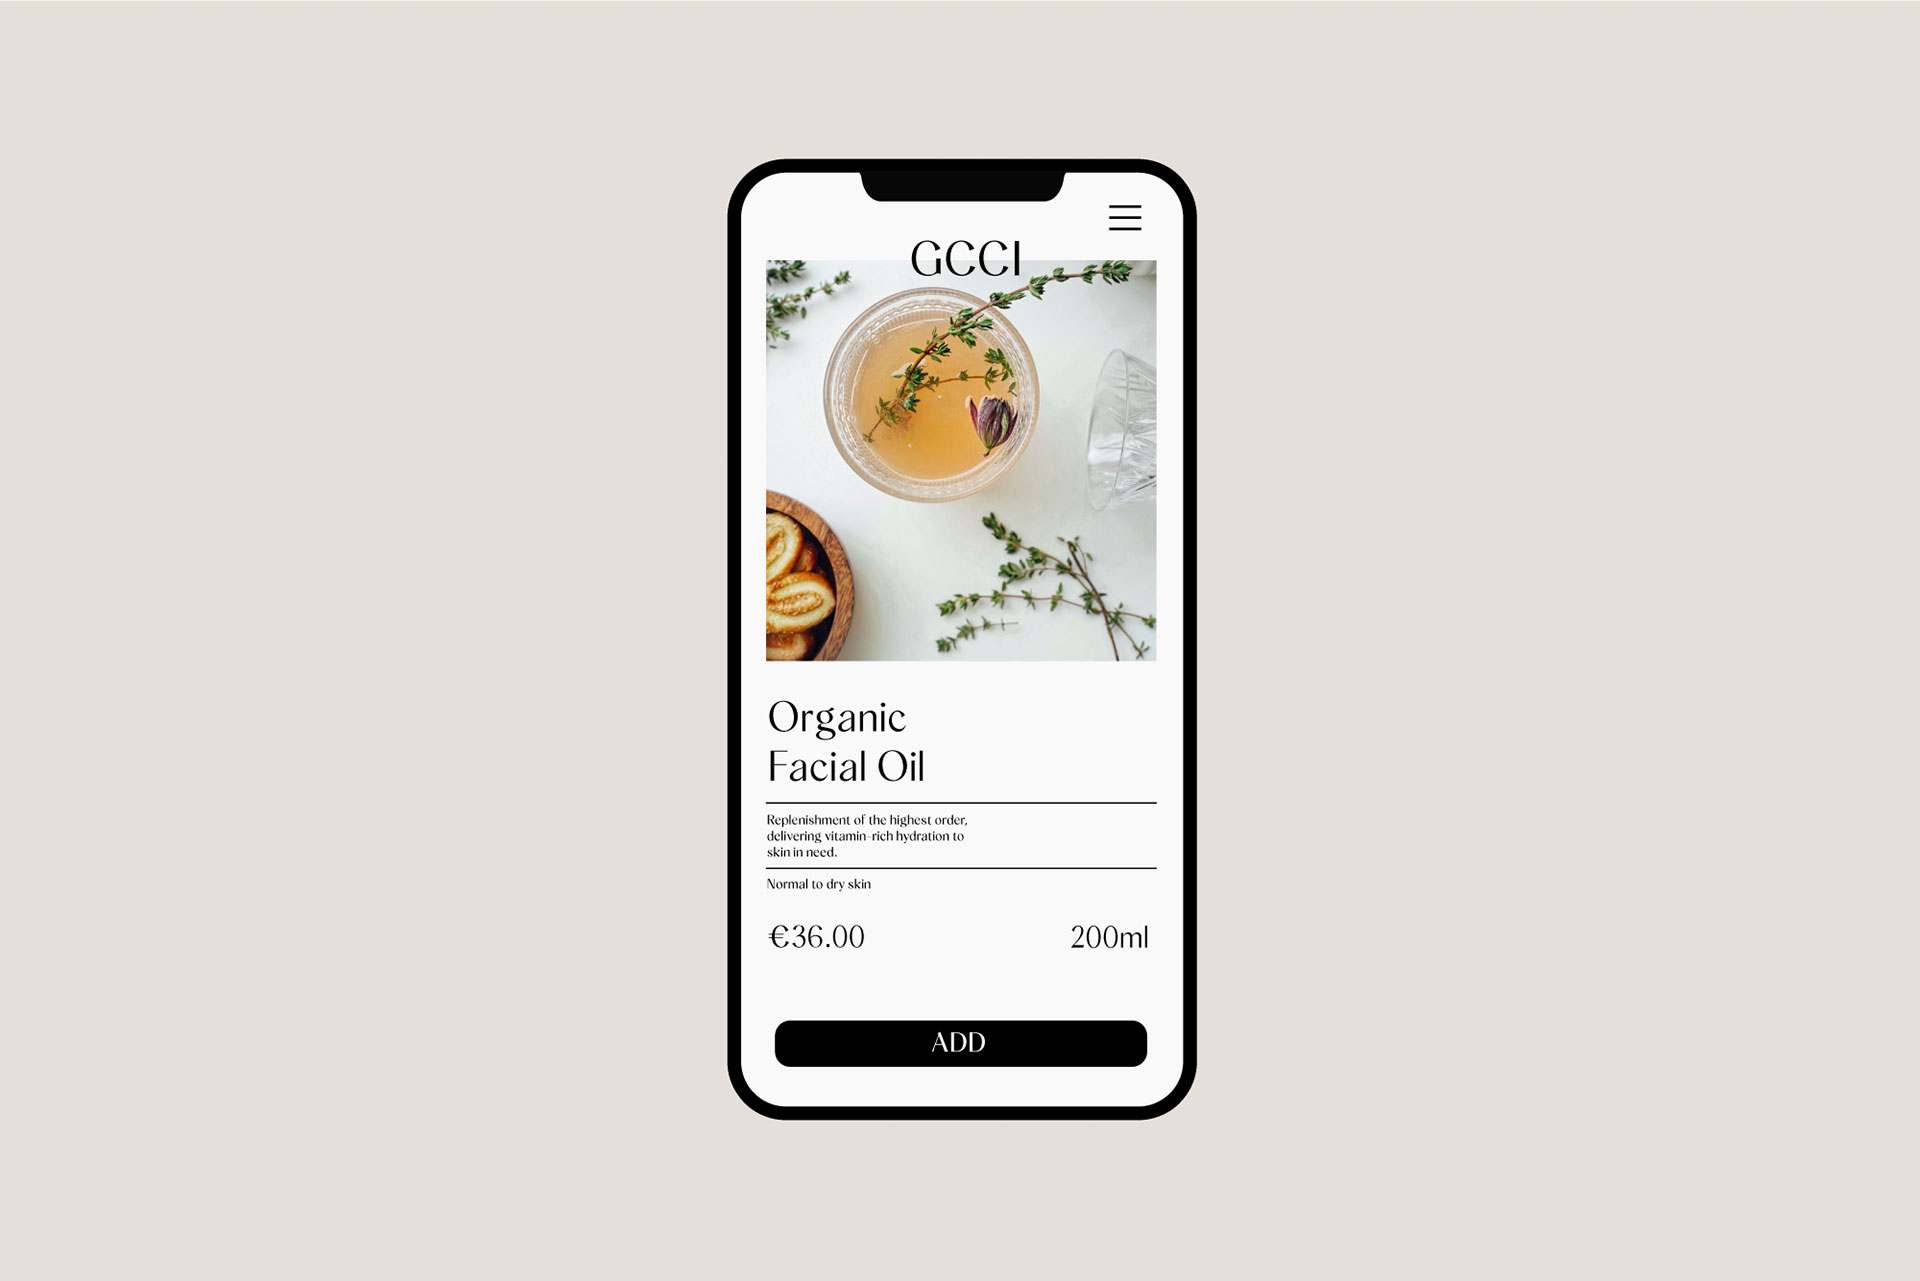 GCCI
Organic
Facial Oil
Replenishment of the highest order,
delivering vitamin-rich hydration to
skin in need.
Normal to dry skin
€36.00
200ml
ADD